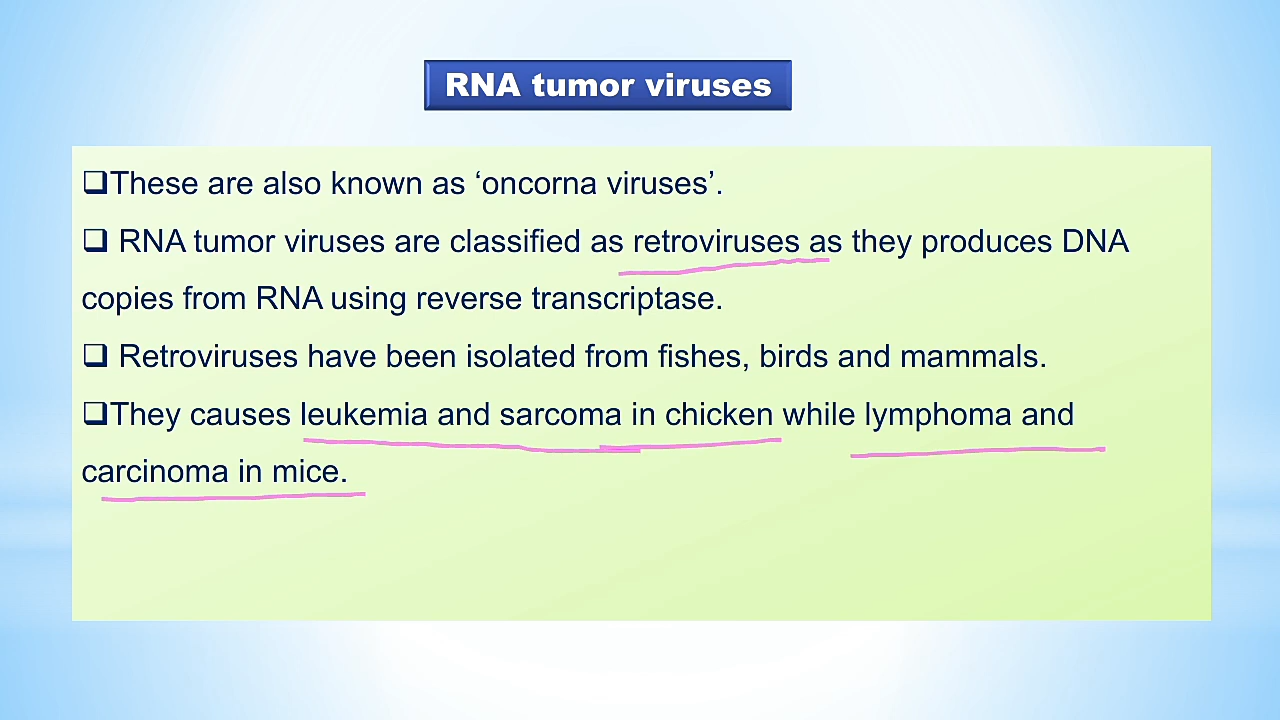 RNA tumor viruses
❑These are also known as ‘oncorna viruses’.
❑ RNA tumor viruses are classified as retroviruses as they produces DNA
copies from RNA using reverse transcriptase.
❑ Retroviruses have been isolated from fishes, birds and mammals.
❑They causes leukemia and sarcoma in chicken while lymphoma and
carcinoma in mice.